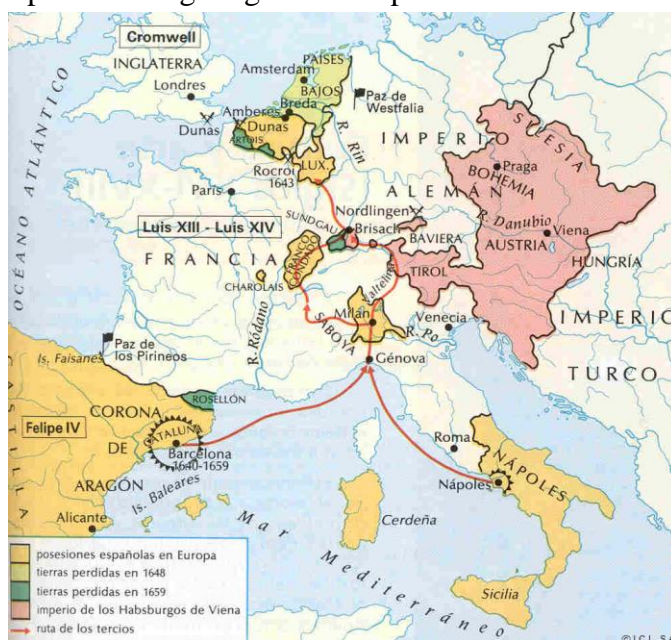 Cromwell
INGLATERRA
Londres
Dunas
Amsterdam
PAÍSES
BAJOS
Amberes
Breda
Dunas
ARTOIS
LUX
Rocroi
1643
Paz de
Westfalia
R. Rin
IMPERIO
ALEMÁN
SILESIA
Praga
BOHEMIA
R. Danubio
Viena
AUSTRIA
HUNGRÍA
Nordlingen
BAVIERA
TIROL
SUNDGAU
Brisach
OCÉANO ATLÁNTICO
París
Luis XIII - Luis XIV
FRANCIA
FRANCO
CONDADO
CHAROLAIS
R. Ródano
SABOYA
Valtelina
Milán
R. Po
Venecia
Génova
IMPERIO
TURCO
Is. Faisanes
Paz de
los Pirineos
ROSELLÓN
CASTILLA
Felipe IV
CORONA
DE
ARAGÓN
CATALUÑA
Barcelona
1640-1659
Is. Baleares
Alicante
Roma
NÁPOLES
Nápoles
Cerdeña
Mar Mediterráneo
Sicilia
posesiones españolas en Europa
tierras perdidas en 1648
tierras perdidas en 1659
imperio de los Habsburgos de Viena
ruta de los tercios